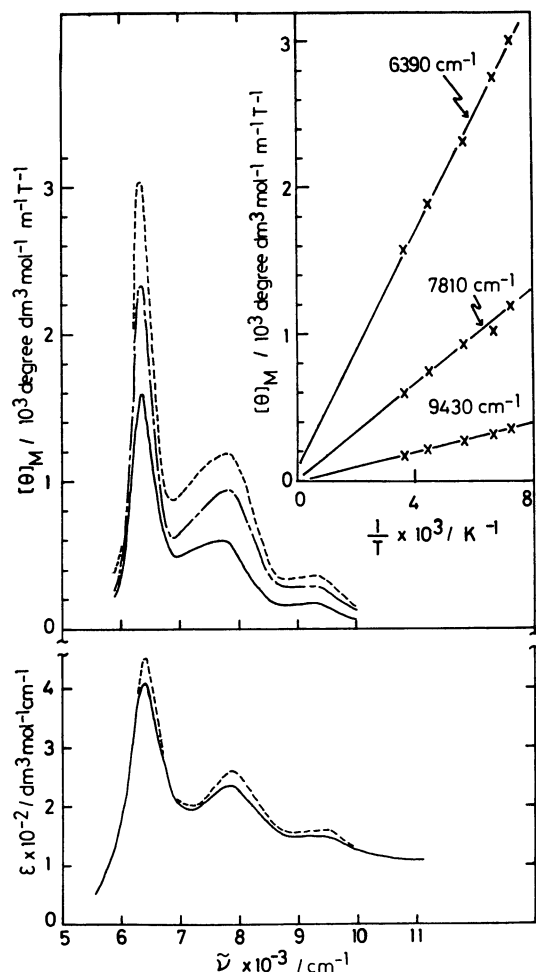 [θ]M / 10³ degree dm³ mol⁻¹ m⁻¹ T⁻¹
3
2
1
0
[θ]M / 10³ degree dm³ mol⁻¹ m⁻¹ T⁻¹
3
2
1
0
6390 cm⁻¹
7810 cm⁻¹
9430 cm⁻¹
0 4 8
1/T × 10³ / K⁻¹
ε × 10⁻² / dm³ mol⁻¹ cm⁻¹
4
3
2
1
0
5 6 7 8 9 10 11
ν̃ × 10⁻³ / cm⁻¹